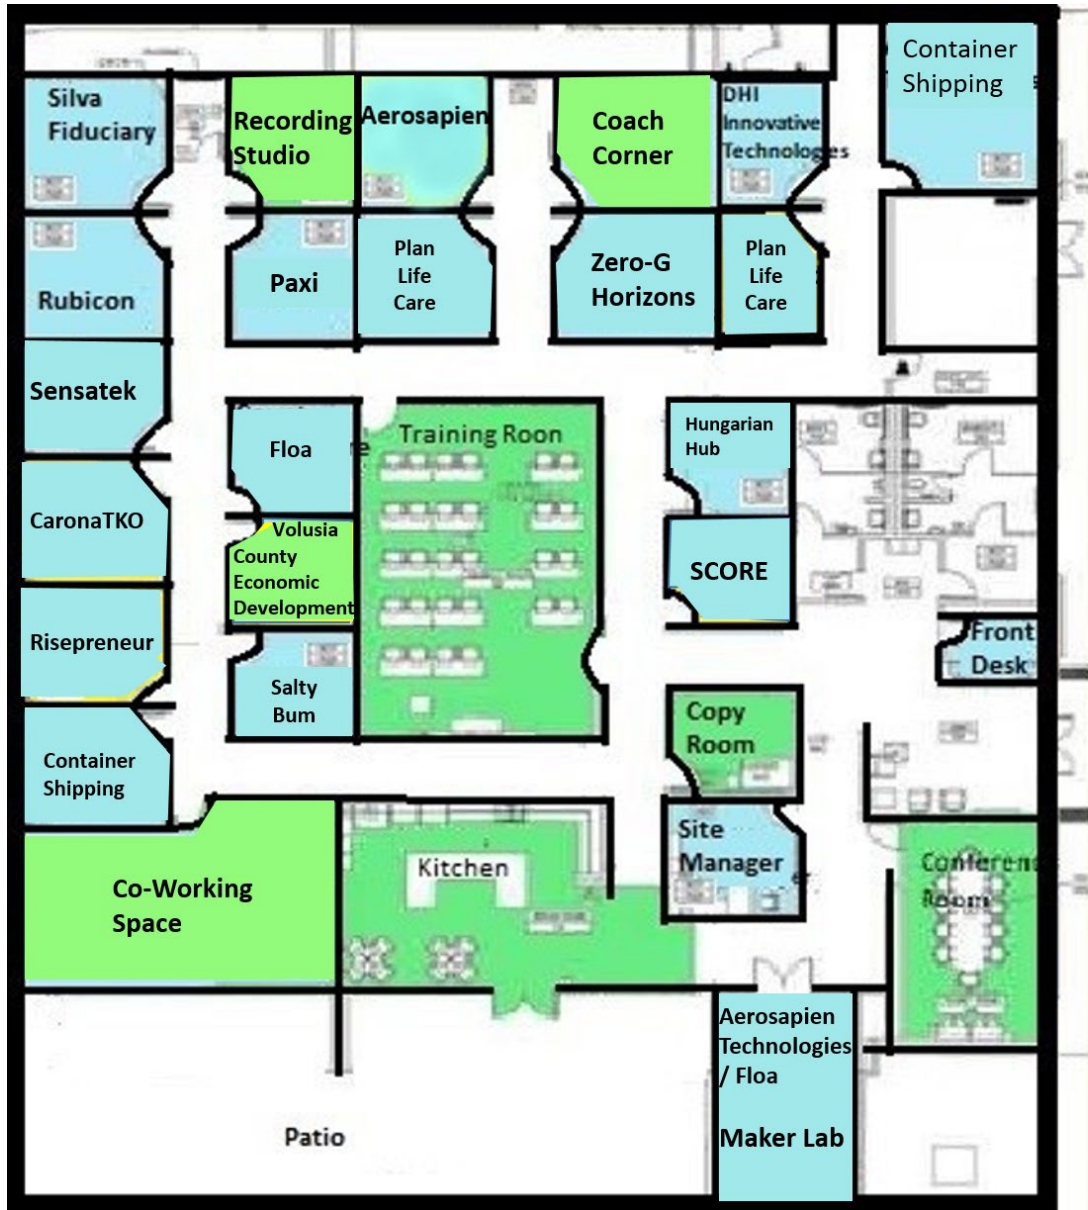 Container
Shipping
Silva
Fiduciary
Recording
Studio
Aerosapien
Coach
Corner
DHI
Innovative
Technologies
Rubicon
Paxi
Plan
Life
Care
Zero-G
Horizons
Plan
Life
Care
Sensatek
Floa
Training Roon
Hungarian
Hub
CaronaTKO
Volusia
County
Economic
Development
SCORE
Risepreneur
Salty
Bum
Front
Desk
Copy
Room
Container
Shipping
Site
Manager
Kitchen
Conferenc
Room
Co-Working
Space
Aerosapien
Technologies
/ Floa
Maker Lab
Patio